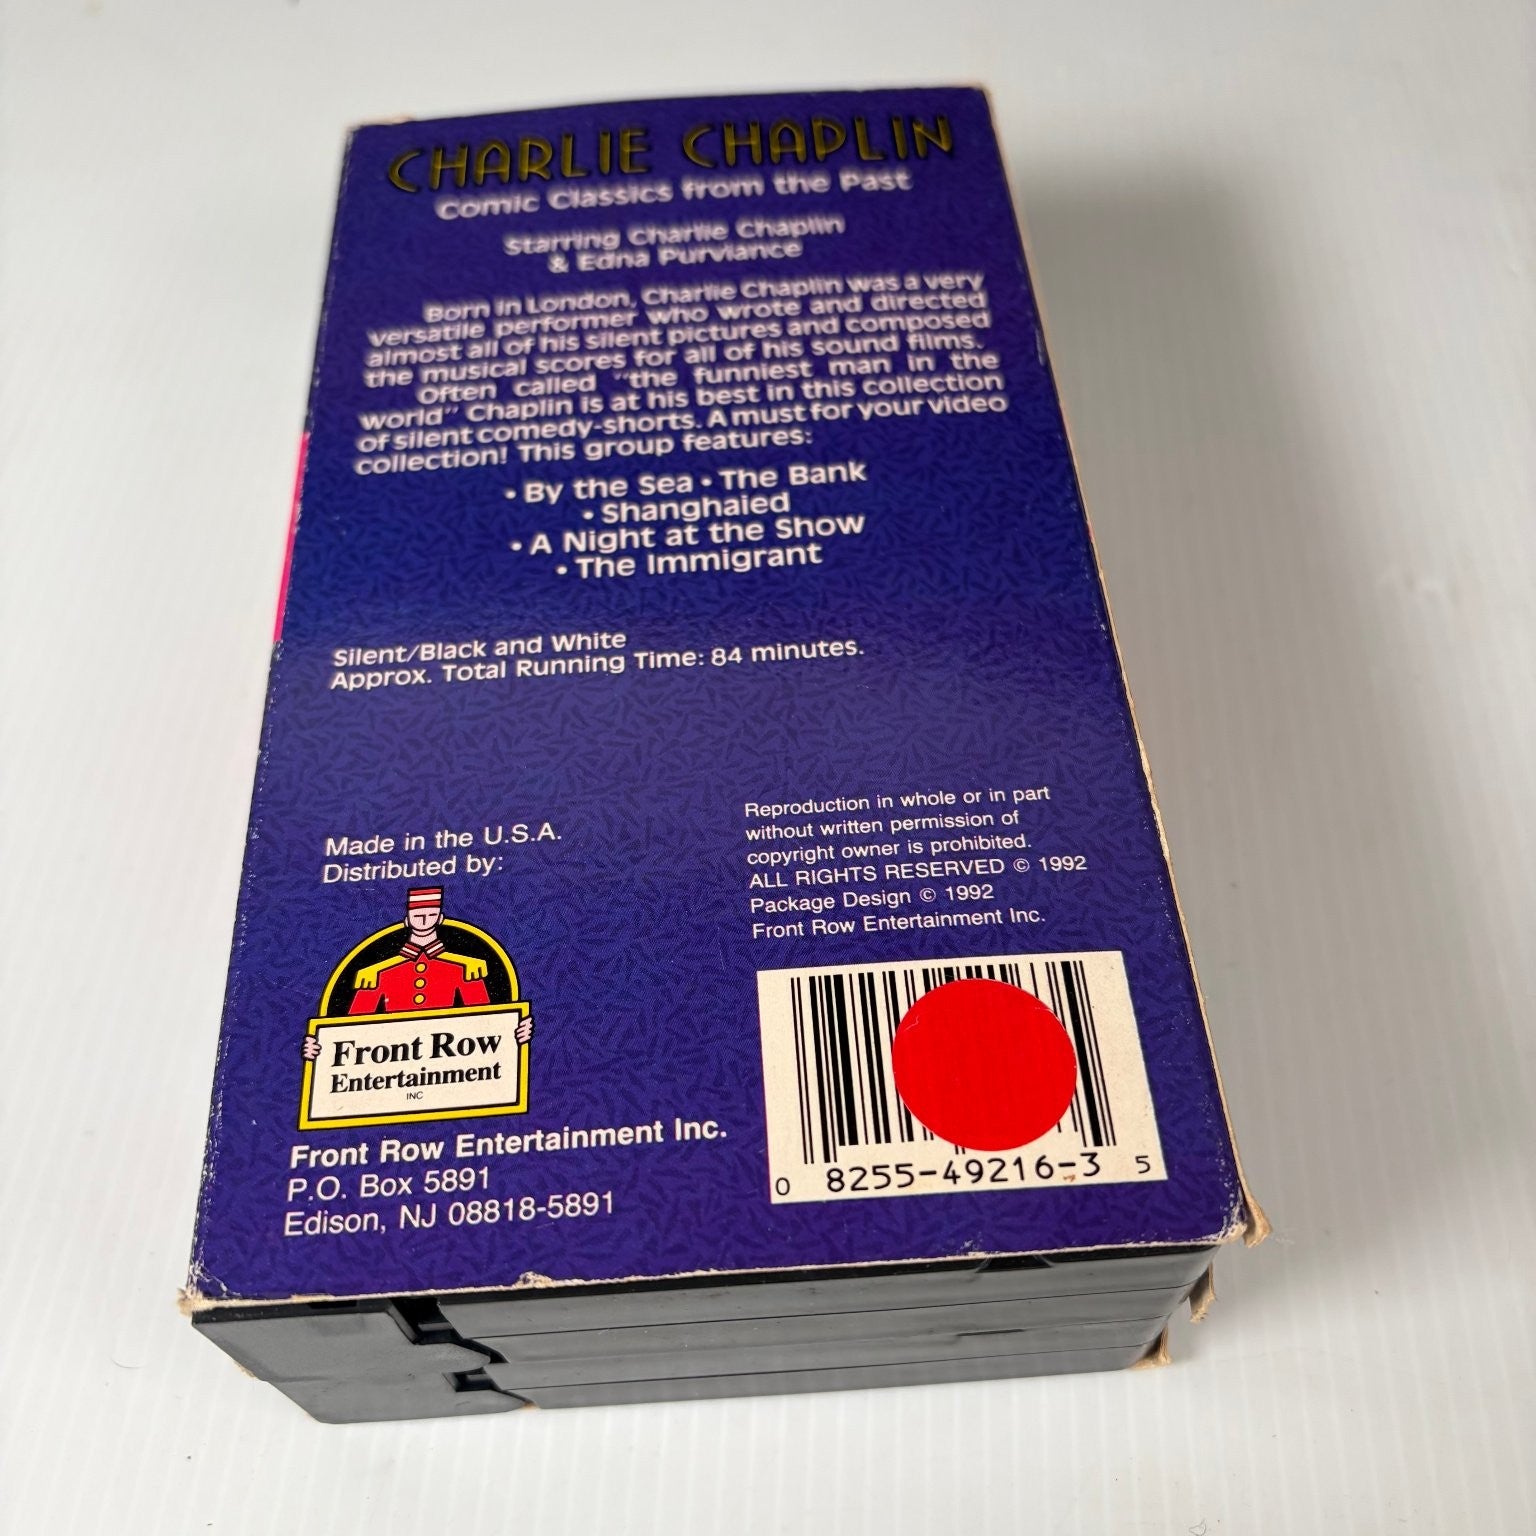 CHARLIE CHAPLIN
Comic Classics from the Past
Starring Charlie Chaplin
& Edna Purviance
Born in London, Charlie Chaplin was a very
versatile performer who wrote and directed
almost all of his silent pictures and composed
the musical scores for all of his sound films.
Often called "the funniest man in the
world" Chaplin is at his best in this collection
of silent comedy-shorts. A must for your video
collection! This group features:
• By the Sea • The Bank
• Shanghaied
• A Night at the Show
• The Immigrant
Silent/Black and White
Approx. Total Running Time: 84 minutes.
Made in the U.S.A.
Distributed by:
Front Row
Entertainment
INC
Front Row Entertainment Inc.
P.O. Box 5891
Edison, NJ 08818-5891
Reproduction in whole or in part
without written permission of
copyright owner is prohibited.
ALL RIGHTS RESERVED © 1992
Package Design © 1992
Front Row Entertainment Inc.
0 8255-49216-3 5